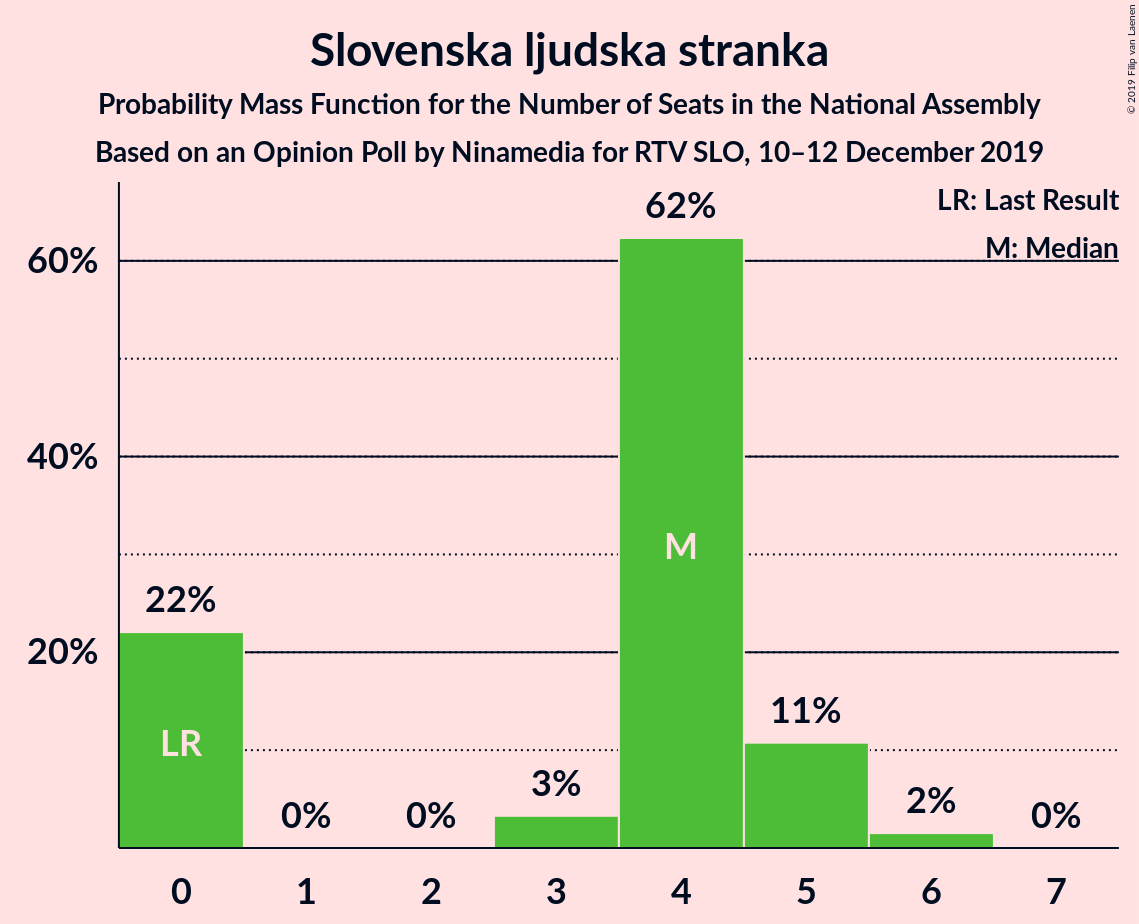 Slovenska ljudska stranka
Probability Mass Function for the Number of Seats in the National Assembly
Based on an Opinion Poll by Ninamedia for RTV SLO, 10–12 December 2019
© 2019 Filip van Laenen
LR: Last Result
M: Median
60%
40%
20%
22%
0%
0%
3%
62%
11%
2%
0%
LR
M
0 1 2 3 4 5 6 7